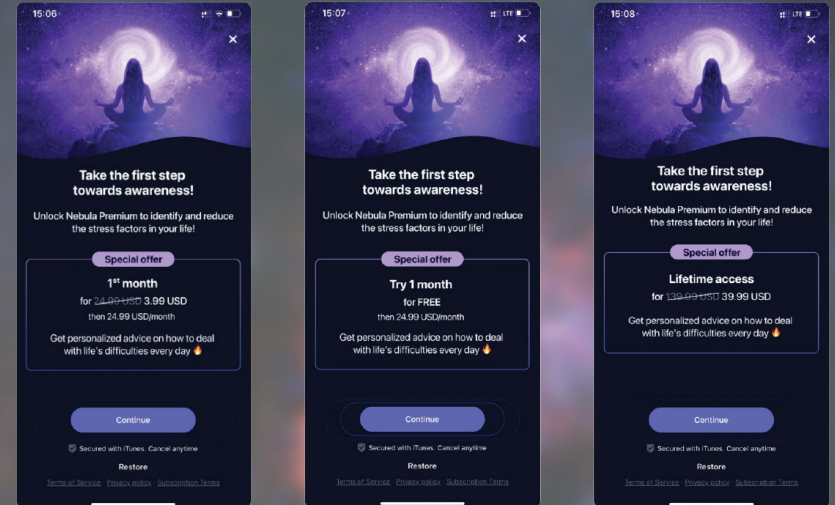 15:06
Take the first step
towards awareness!
Unlock Nebula Premium to identify and reduce
the stress factors in your life!
Special offer
1st month
for 24.99 USD 3.99 USD
then 24.99 USD/month
Get personalized advice on how to deal
with life's difficulties every day 🔥
Continue
Secured with iTunes. Cancel anytime
Restore
Terms of Service · Privacy policy · Subscription Terms
15:07
LTE
Take the first step
towards awareness!
Unlock Nebula Premium to identify and reduce
the stress factors in your life!
Special offer
Try 1 month
for FREE
then 24.99 USD/month
Get personalized advice on how to deal
with life's difficulties every day 🔥
Continue
Secured with iTunes. Cancel anytime
Restore
Terms of Service · Privacy policy · Subscription Terms
15:08
LTE
Take the first step
towards awareness!
Unlock Nebula Premium to identify and reduce
the stress factors in your life!
Special offer
Lifetime access
for 139.99 USD 39.99 USD
Get personalized advice on how to deal
with life's difficulties every day 🔥
Continue
Secured with iTunes. Cancel anytime
Restore
Terms of Service · Privacy policy · Subscription Terms